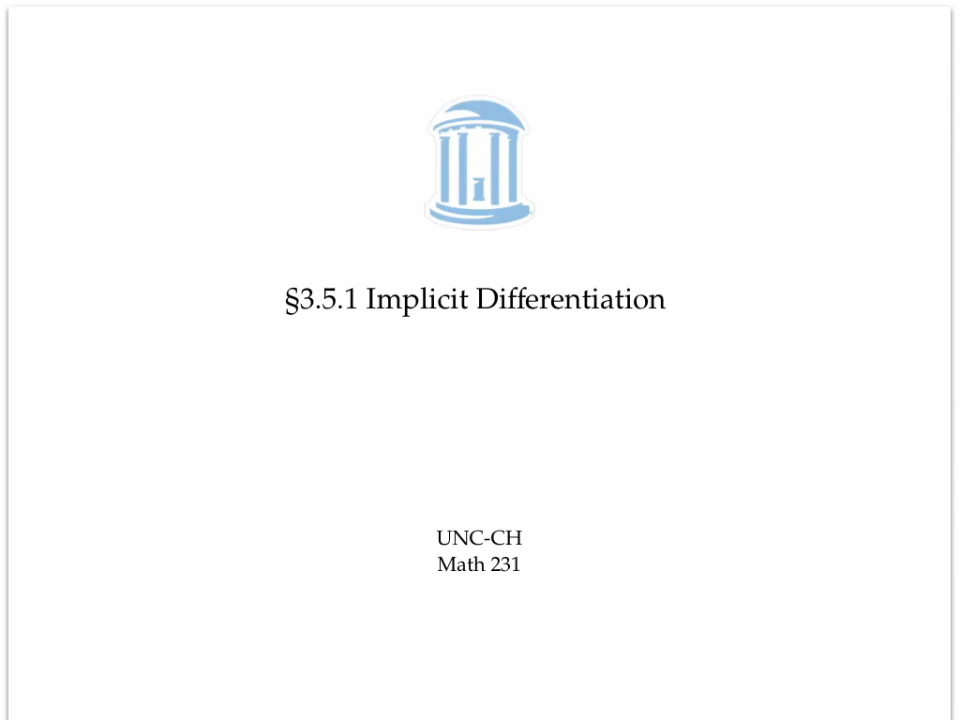 §3.5.1 Implicit Differentiation
UNC-CH
Math 231